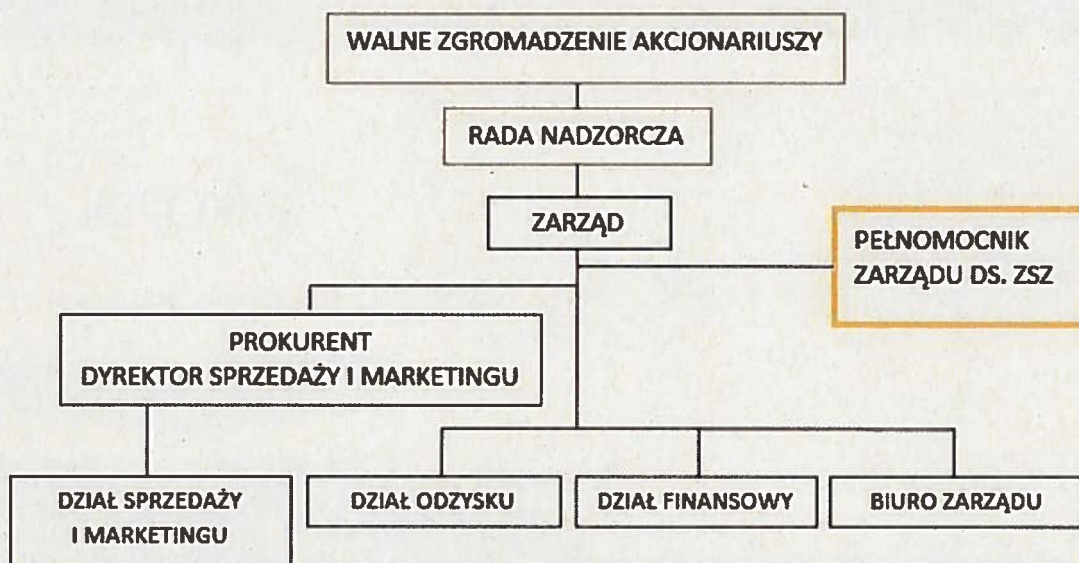 WALNE ZGROMADZENIE AKCJONARIUSZY
RADA NADZORCZA
ZARZĄD
PEŁNOMOCNIK
ZARZĄDU DS. ZSZ
PROKURENT
DYREKTOR SPRZEDAŻY I MARKETINGU
DZIAŁ SPRZEDAŻY
I MARKETINGU
DZIAŁ ODZYSKU
DZIAŁ FINANSOWY
BIURO ZARZĄDU